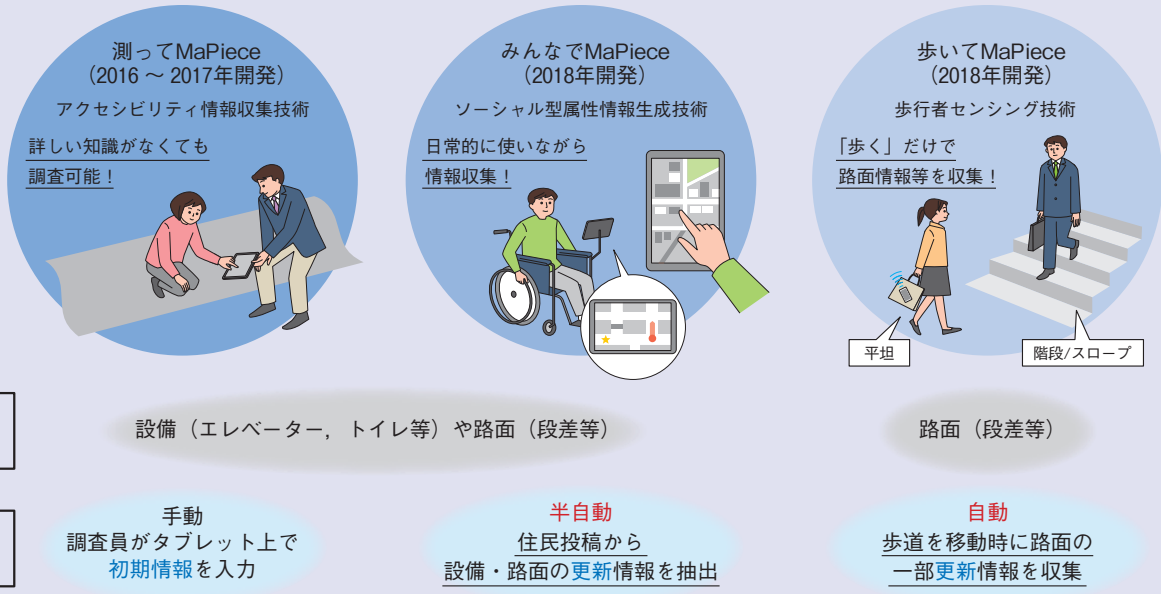 測ってMaPiece
（2016 ～ 2017年開発）
アクセシビリティ情報収集技術
詳しい知識がなくても
調査可能！
みんなでMaPiece
（2018年開発）
ソーシャル型属性情報生成技術
日常的に使いながら
情報収集！
歩いてMaPiece
（2018年開発）
歩行者センシング技術
「歩く」だけで
路面情報等を収集！
平坦
階段/スロープ
設備（エレベーター，トイレ等）や路面（段差等）
路面（段差等）
手動
調査員がタブレット上で
初期情報を入力
半自動
住民投稿から
設備・路面の更新情報を抽出
自動
歩道を移動時に路面の
一部更新情報を収集